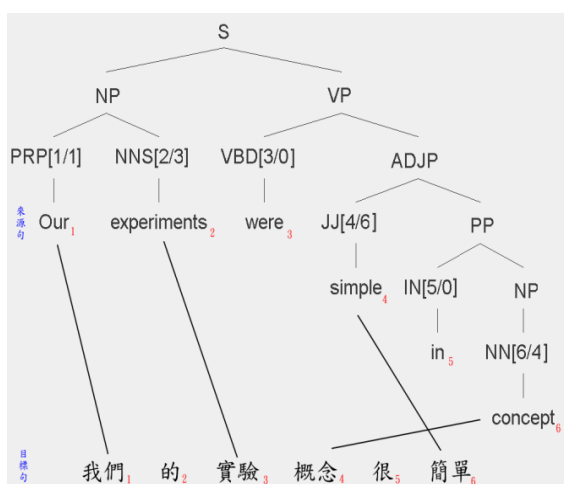 S
NP VP
PRP[1/1] NNS[2/3] VBD[3/0] ADJP
來源句 Our1 experiments2 were3 JJ[4/6] PP
simple4 IN[5/0] NP
in5 NN[6/4]
concept6
目標句 我們1 的2 實驗3 概念4 很5 簡單6